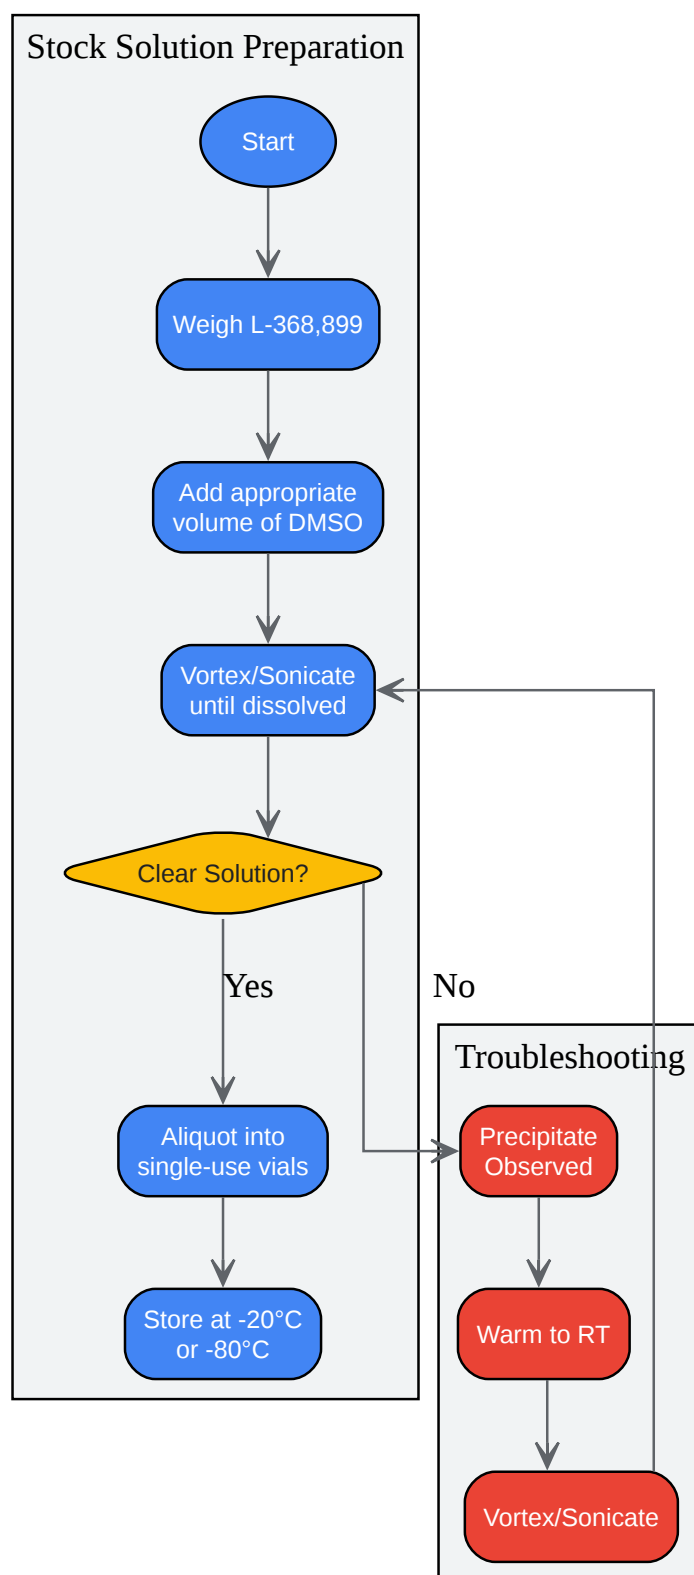 Stock Solution Preparation
Start
Weigh L-368,899
Add appropriate
volume of DMSO
Vortex/Sonicate
until dissolved
Clear Solution?
Yes
No
Troubleshooting
Aliquot into
single-use vials
Precipitate
Observed
Store at -20°C
or -80°C
Warm to RT
Vortex/Sonicate